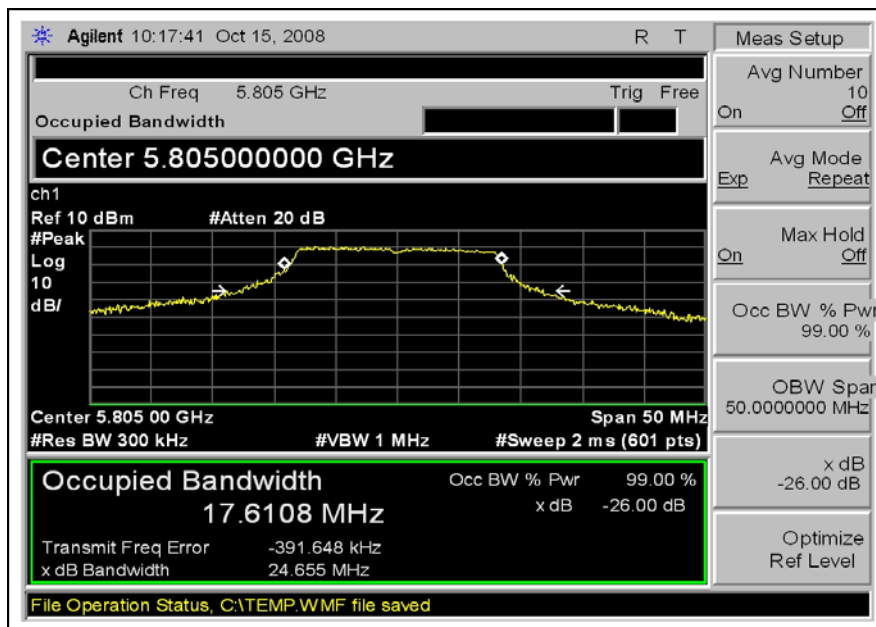 Agilent 10:17:41 Oct 15, 2008 R T
Ch Freq 5.805 GHz Trig Free
Occupied Bandwidth
Center 5.805000000 GHz
ch1
Ref 10 dBm #Atten 20 dB
#Peak
Log
10
dB/
Center 5.805 00 GHz Span 50 MHz
#Res BW 300 kHz #VBW 1 MHz #Sweep 2 ms (601 pts)
Occupied Bandwidth Occ BW % Pwr 99.00 %
17.6108 MHz x dB -26.00 dB
Transmit Freq Error -391.648 kHz
x dB Bandwidth 24.655 MHz
File Operation Status, C:\TEMP.WMF file saved
Meas Setup
Avg Number
10
On Off
Avg Mode
Exp Repeat
Max Hold
On Off
Occ BW % Pwr
99.00 %
OBW Span
50.0000000 MHz
x dB
-26.00 dB
Optimize
Ref Level